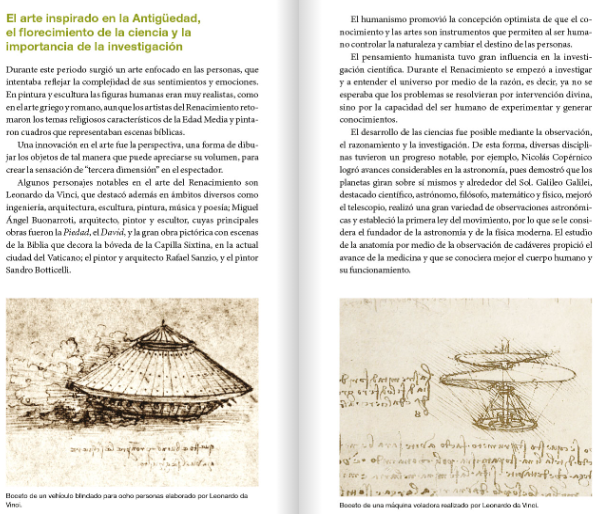 El arte inspirado en la Antigüedad,
el florecimiento de la ciencia y la
importancia de la investigación
Durante este periodo surgió un arte enfocado en las personas, que
intentaba reflejar la complejidad de sus sentimientos y emociones.
En pintura y escultura las figuras humanas eran muy realistas, como
en el arte griego y romano, aunque los artistas del Renacimiento reto-
maron los temas religiosos característicos de la Edad Media y pinta-
ron cuadros que representaban escenas bíblicas.
Una innovación en el arte fue la perspectiva, una forma de dibu-
jar los objetos de tal manera que puede apreciarse su volumen, para
crear la sensación de “tercera dimensión” en el espectador.
Algunos personajes notables en el arte del Renacimiento son
Leonardo da Vinci, que destacó además en ámbitos diversos como
ingeniería, arquitectura, escultura, pintura, música y poesía; Miguel
Ángel Buonarroti, arquitecto, pintor y escultor, cuyas principales
obras fueron la Piedad, el David, y la gran obra pictórica con escenas
de la Biblia que decora la bóveda de la Capilla Sixtina, en la actual
ciudad del Vaticano; el pintor y arquitecto Rafael Sanzio, y el pintor
Sandro Botticelli.
Boceto de un vehículo blindado para ocho personas elaborado por Leonardo da
Vinci.
El humanismo promovió la concepción optimista de que el co-
nocimiento y las artes son instrumentos que permiten al ser huma-
no controlar la naturaleza y cambiar el destino de las personas.
El pensamiento humanista tuvo gran influencia en la investi-
gación científica. Durante el Renacimiento se empezó a investigar
y a entender el universo por medio de la razón, es decir, ya no se
esperaba que los problemas se resolvieran por intervención divina,
sino por la capacidad del ser humano de experimentar y generar
conocimientos.
El desarrollo de las ciencias fue posible mediante la observación,
el razonamiento y la investigación. De esta forma, diversas discipli-
nas tuvieron un progreso notable, por ejemplo, Nicolás Copérnico
logró avances considerables en la astronomía, pues demostró que los
planetas giran sobre sí mismos y alrededor del Sol. Galileo Galilei,
destacado científico, astrónomo, filósofo, matemático y físico, mejoró
el telescopio, realizó una gran variedad de observaciones astronómi-
cas y estableció la primera ley del movimiento, por lo que se le consi-
dera el fundador de la astronomía y de la física moderna. El estudio
de la anatomía por medio de la observación de cadáveres propició el
avance de la medicina y que se conociera mejor el cuerpo humano y
su funcionamiento.
Boceto de una máquina voladora realizado por Leonardo da Vinci.